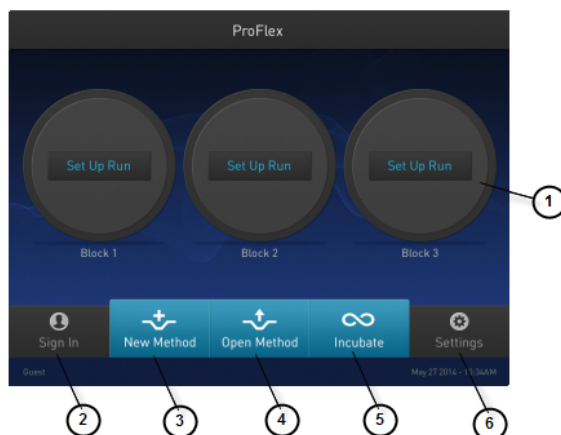 ProFlex
Set Up Run Set Up Run Set Up Run
1
Block 1 Block 2 Block 3
Sign In New Method Open Method Incubate Settings
Guest May 27 2014 - 10:34AM
2 3 4 5 6